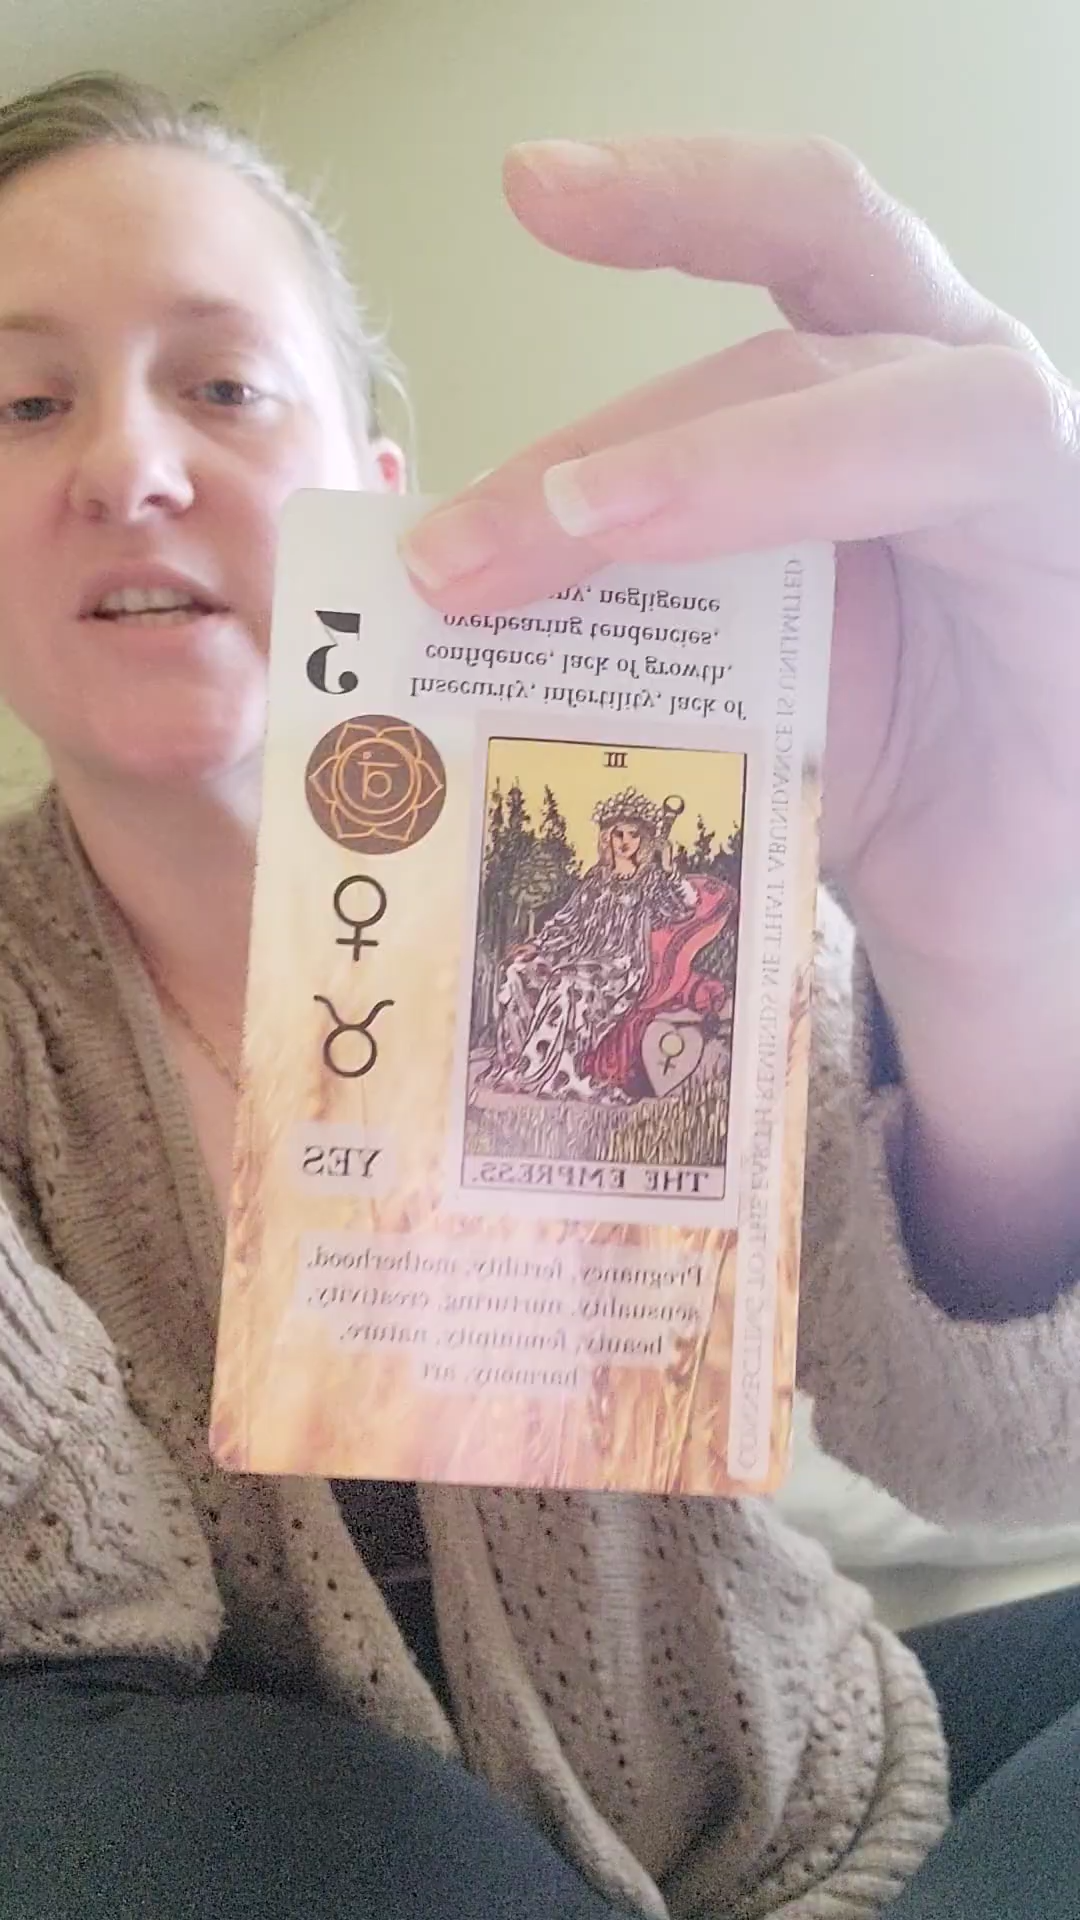 ny, negligence
overbearing tendencies,
confidence, lack of growth,
Insecurity, infertility, lack of
3
III
THE EMPRESS.
YES
Pregnancy, fertility, motherhood,
sensuality, nurturing, creativity,
beauty, femininity, nature,
harmony, art
CONNECTING TO THE EARTH REMINDS ME THAT ABUNDANCE IS UNLIMITED